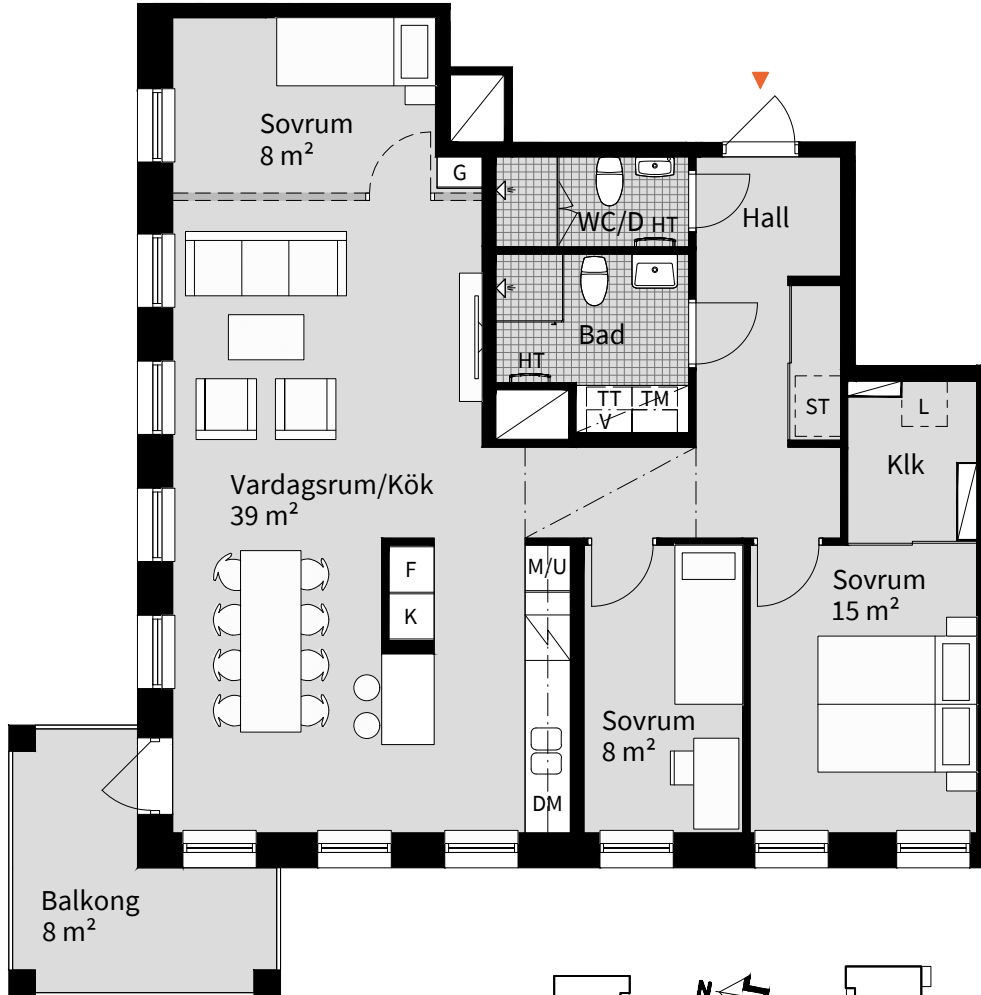 Sovrum
8 m²
G
WC/D HT
Hall
Bad
HT
TT TM
V
ST
L
Klk
Vardagsrum/Kök
39 m²
F
K
M/U
Sovrum
15 m²
Sovrum
8 m²
DM
Balkong
8 m²
N